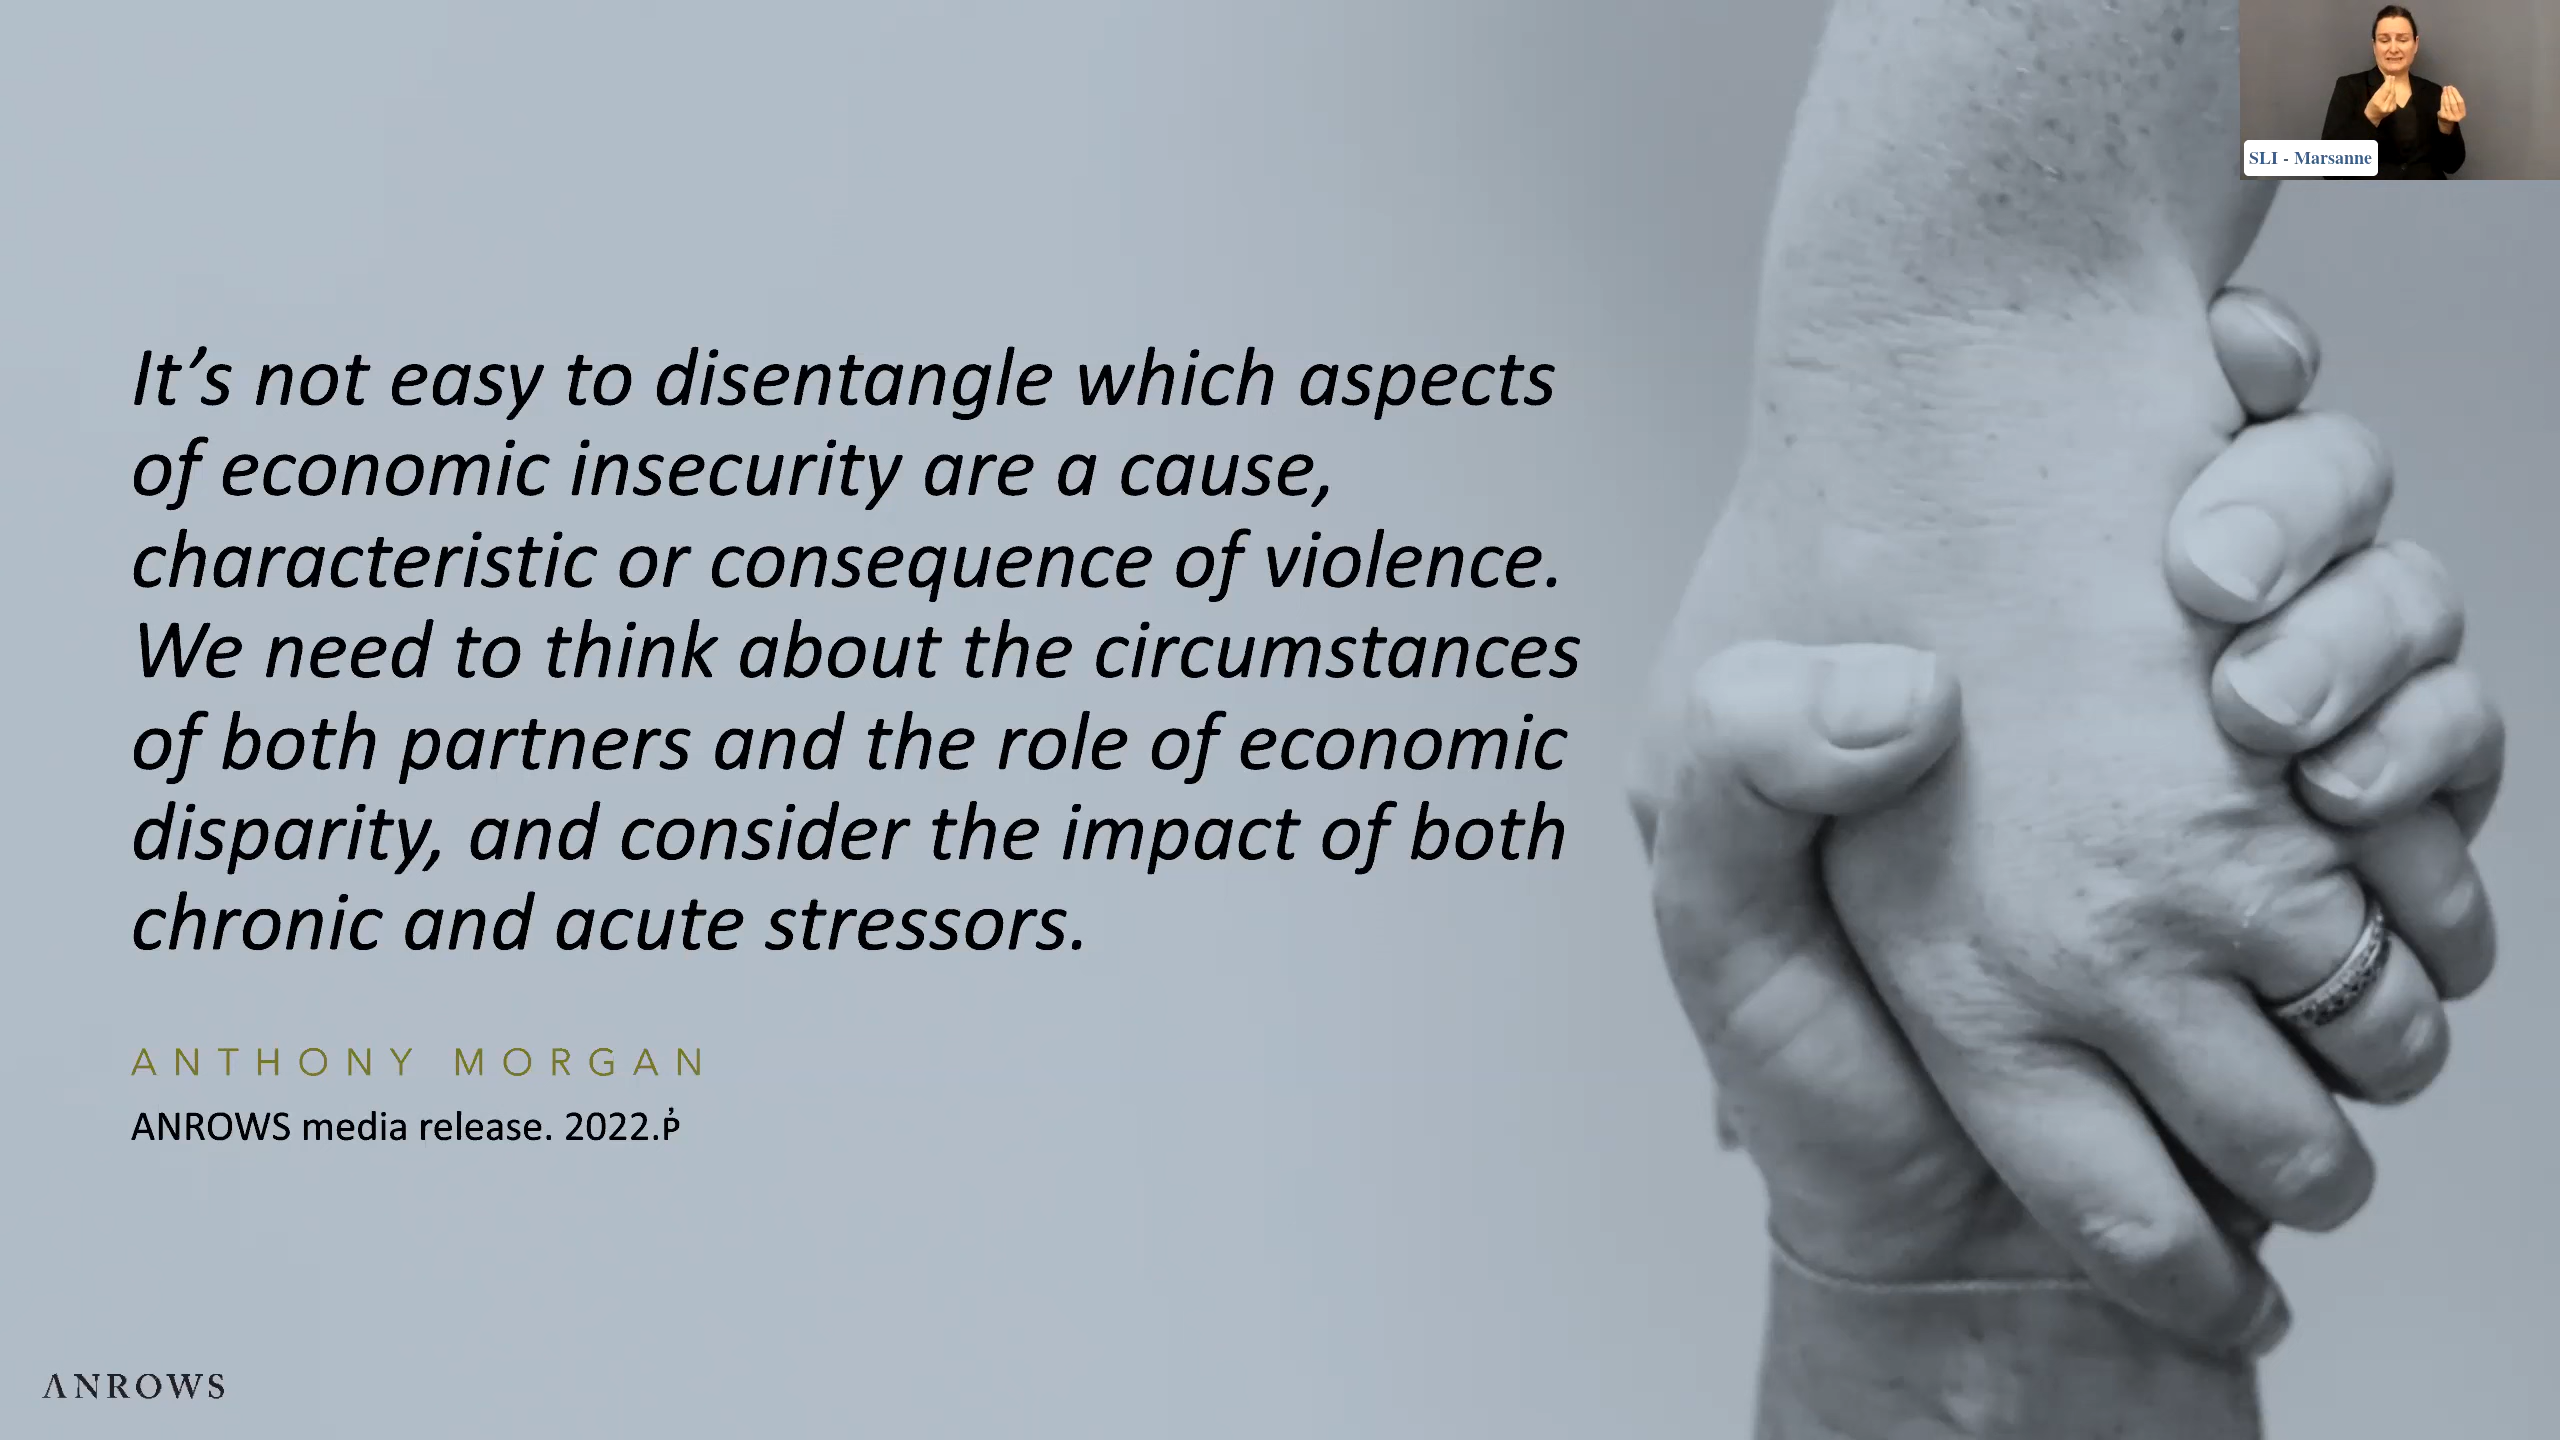 SLI - Marsanne
It’s not easy to disentangle which aspects
of economic insecurity are a cause,
characteristic or consequence of violence.
We need to think about the circumstances
of both partners and the role of economic
disparity, and consider the impact of both
chronic and acute stressors.
ANTHONY MORGAN
ANROWS media release. 2022.
ANROWS